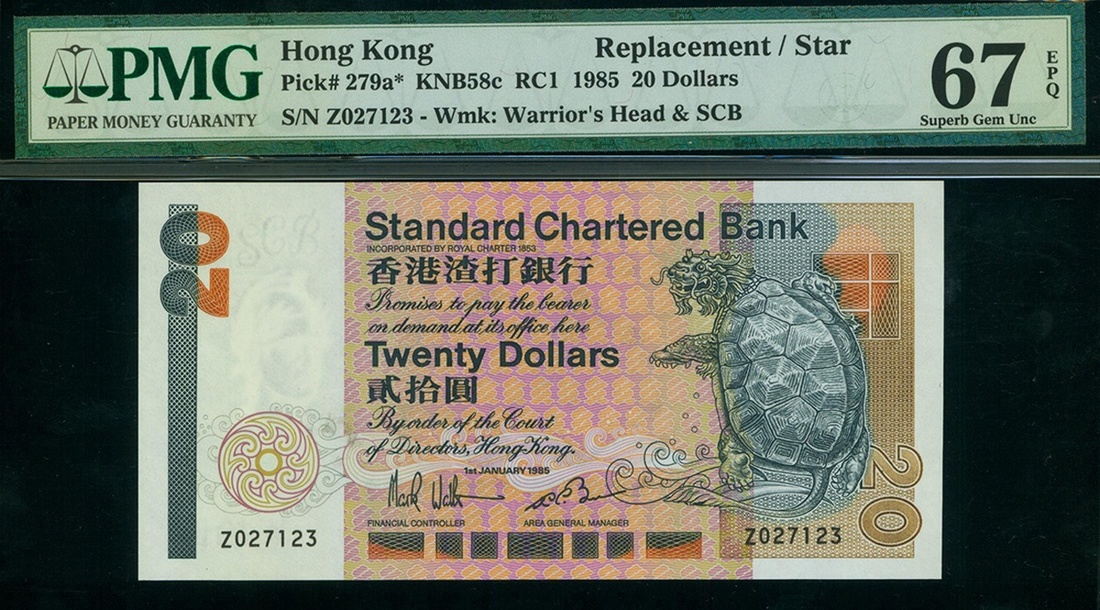 PMG
PAPER MONEY GUARANTY
Hong Kong Replacement / Star
Pick# 279a* KNB58c RC1 1985 20 Dollars
S/N Z027123 - Wmk: Warrior's Head & SCB
67 EPQ
Superb Gem Unc
20
Standard Chartered Bank
INCORPORATED BY ROYAL CHARTER 1853
香港渣打銀行
Promises to pay the bearer
on demand at its office here
Twenty Dollars
貳拾圓
By order of the Court
of Directors, Hong Kong.
1st JANUARY 1985
FINANCIAL CONTROLLER AREA GENERAL MANAGER
Z027123 Z027123
20